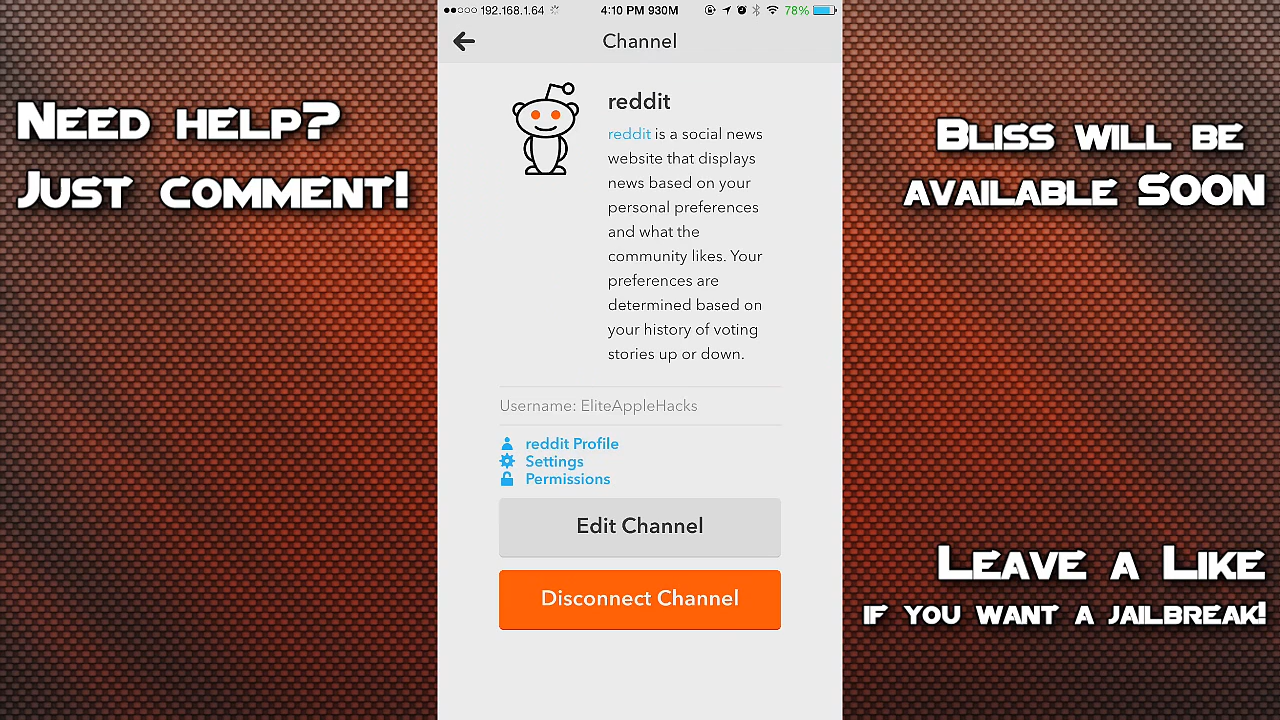 192.168.1.64 4:10 PM 930M 78%
Channel
NEED HELP?
JUST COMMENT!
BLISS WILL BE
AVAILABLE SOON
reddit
reddit is a social news
website that displays
news based on your
personal preferences
and what the
community likes. Your
preferences are
determined based on
your history of voting
stories up or down.
Username: EliteAppleHacks
reddit Profile
Settings
Permissions
Edit Channel
Disconnect Channel
LEAVE A LIKE
IF YOU WANT A JAILBREAK!